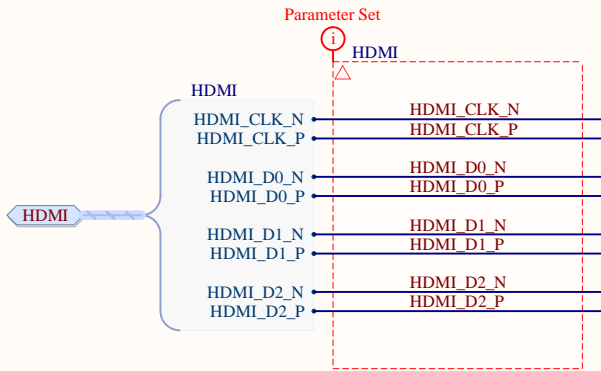 Parameter Set
i
HDMI
HDMI
HDMI_CLK_N HDMI_CLK_N
HDMI_CLK_P HDMI_CLK_P
HDMI_D0_N HDMI_D0_N
HDMI_D0_P HDMI_D0_P
HDMI
HDMI_D1_N HDMI_D1_N
HDMI_D1_P HDMI_D1_P
HDMI_D2_N HDMI_D2_N
HDMI_D2_P HDMI_D2_P